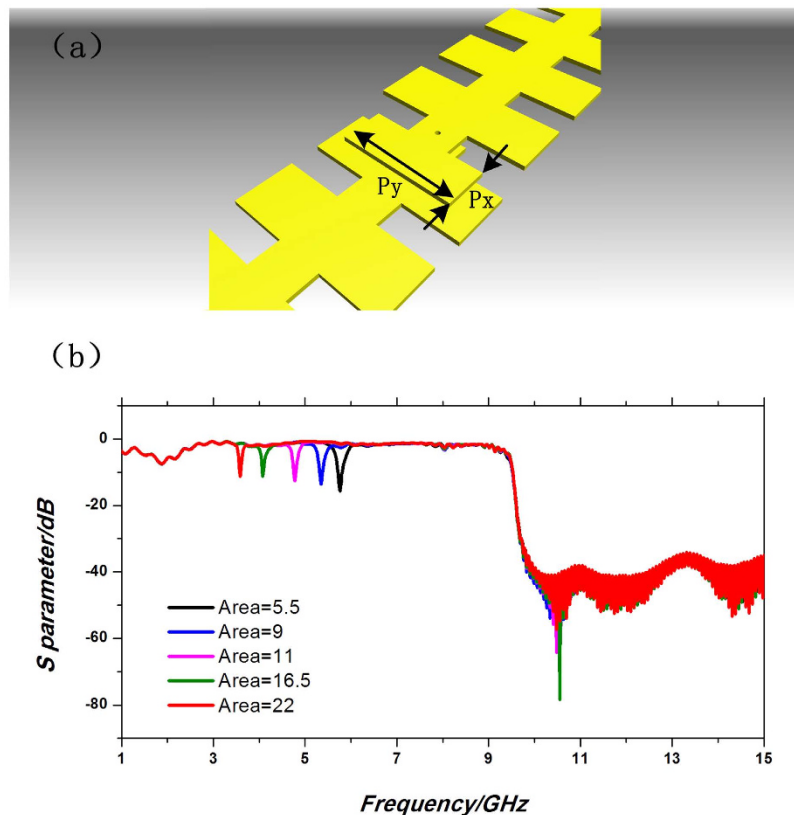 (a)
Py
Px
(b)
S parameter/dB
0
-20
-40
-60
-80
Area=5.5
Area=9
Area=11
Area=16.5
Area=22
1 3 5 7 9 11 13 15
Frequency/GHz